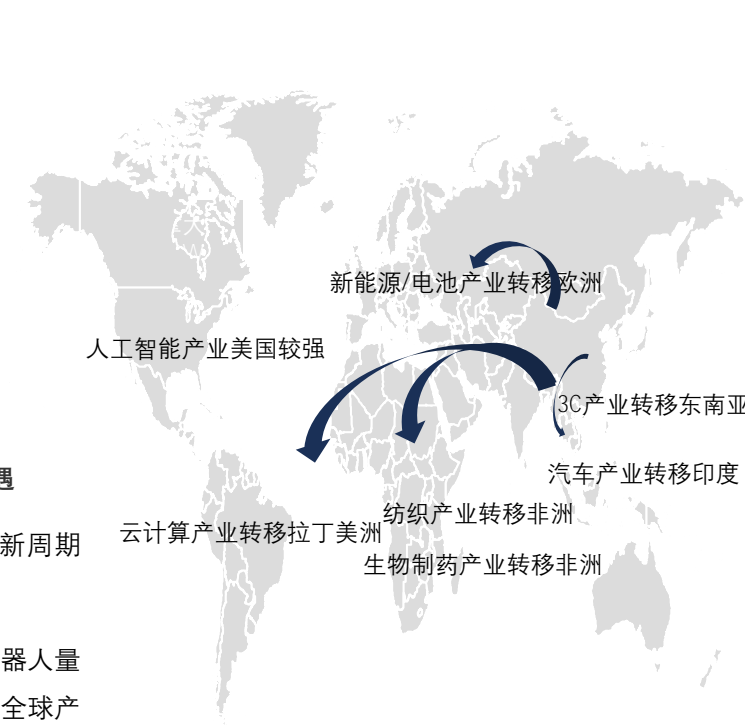 新能源/电池产业转移欧洲
人工智能产业美国较强
3C产业转移东南亚
遇
汽车产业转移印度
纺织产业转移非洲
云计算产业转移拉丁美洲
新周期
生物制药产业转移非洲
器人量
全球产